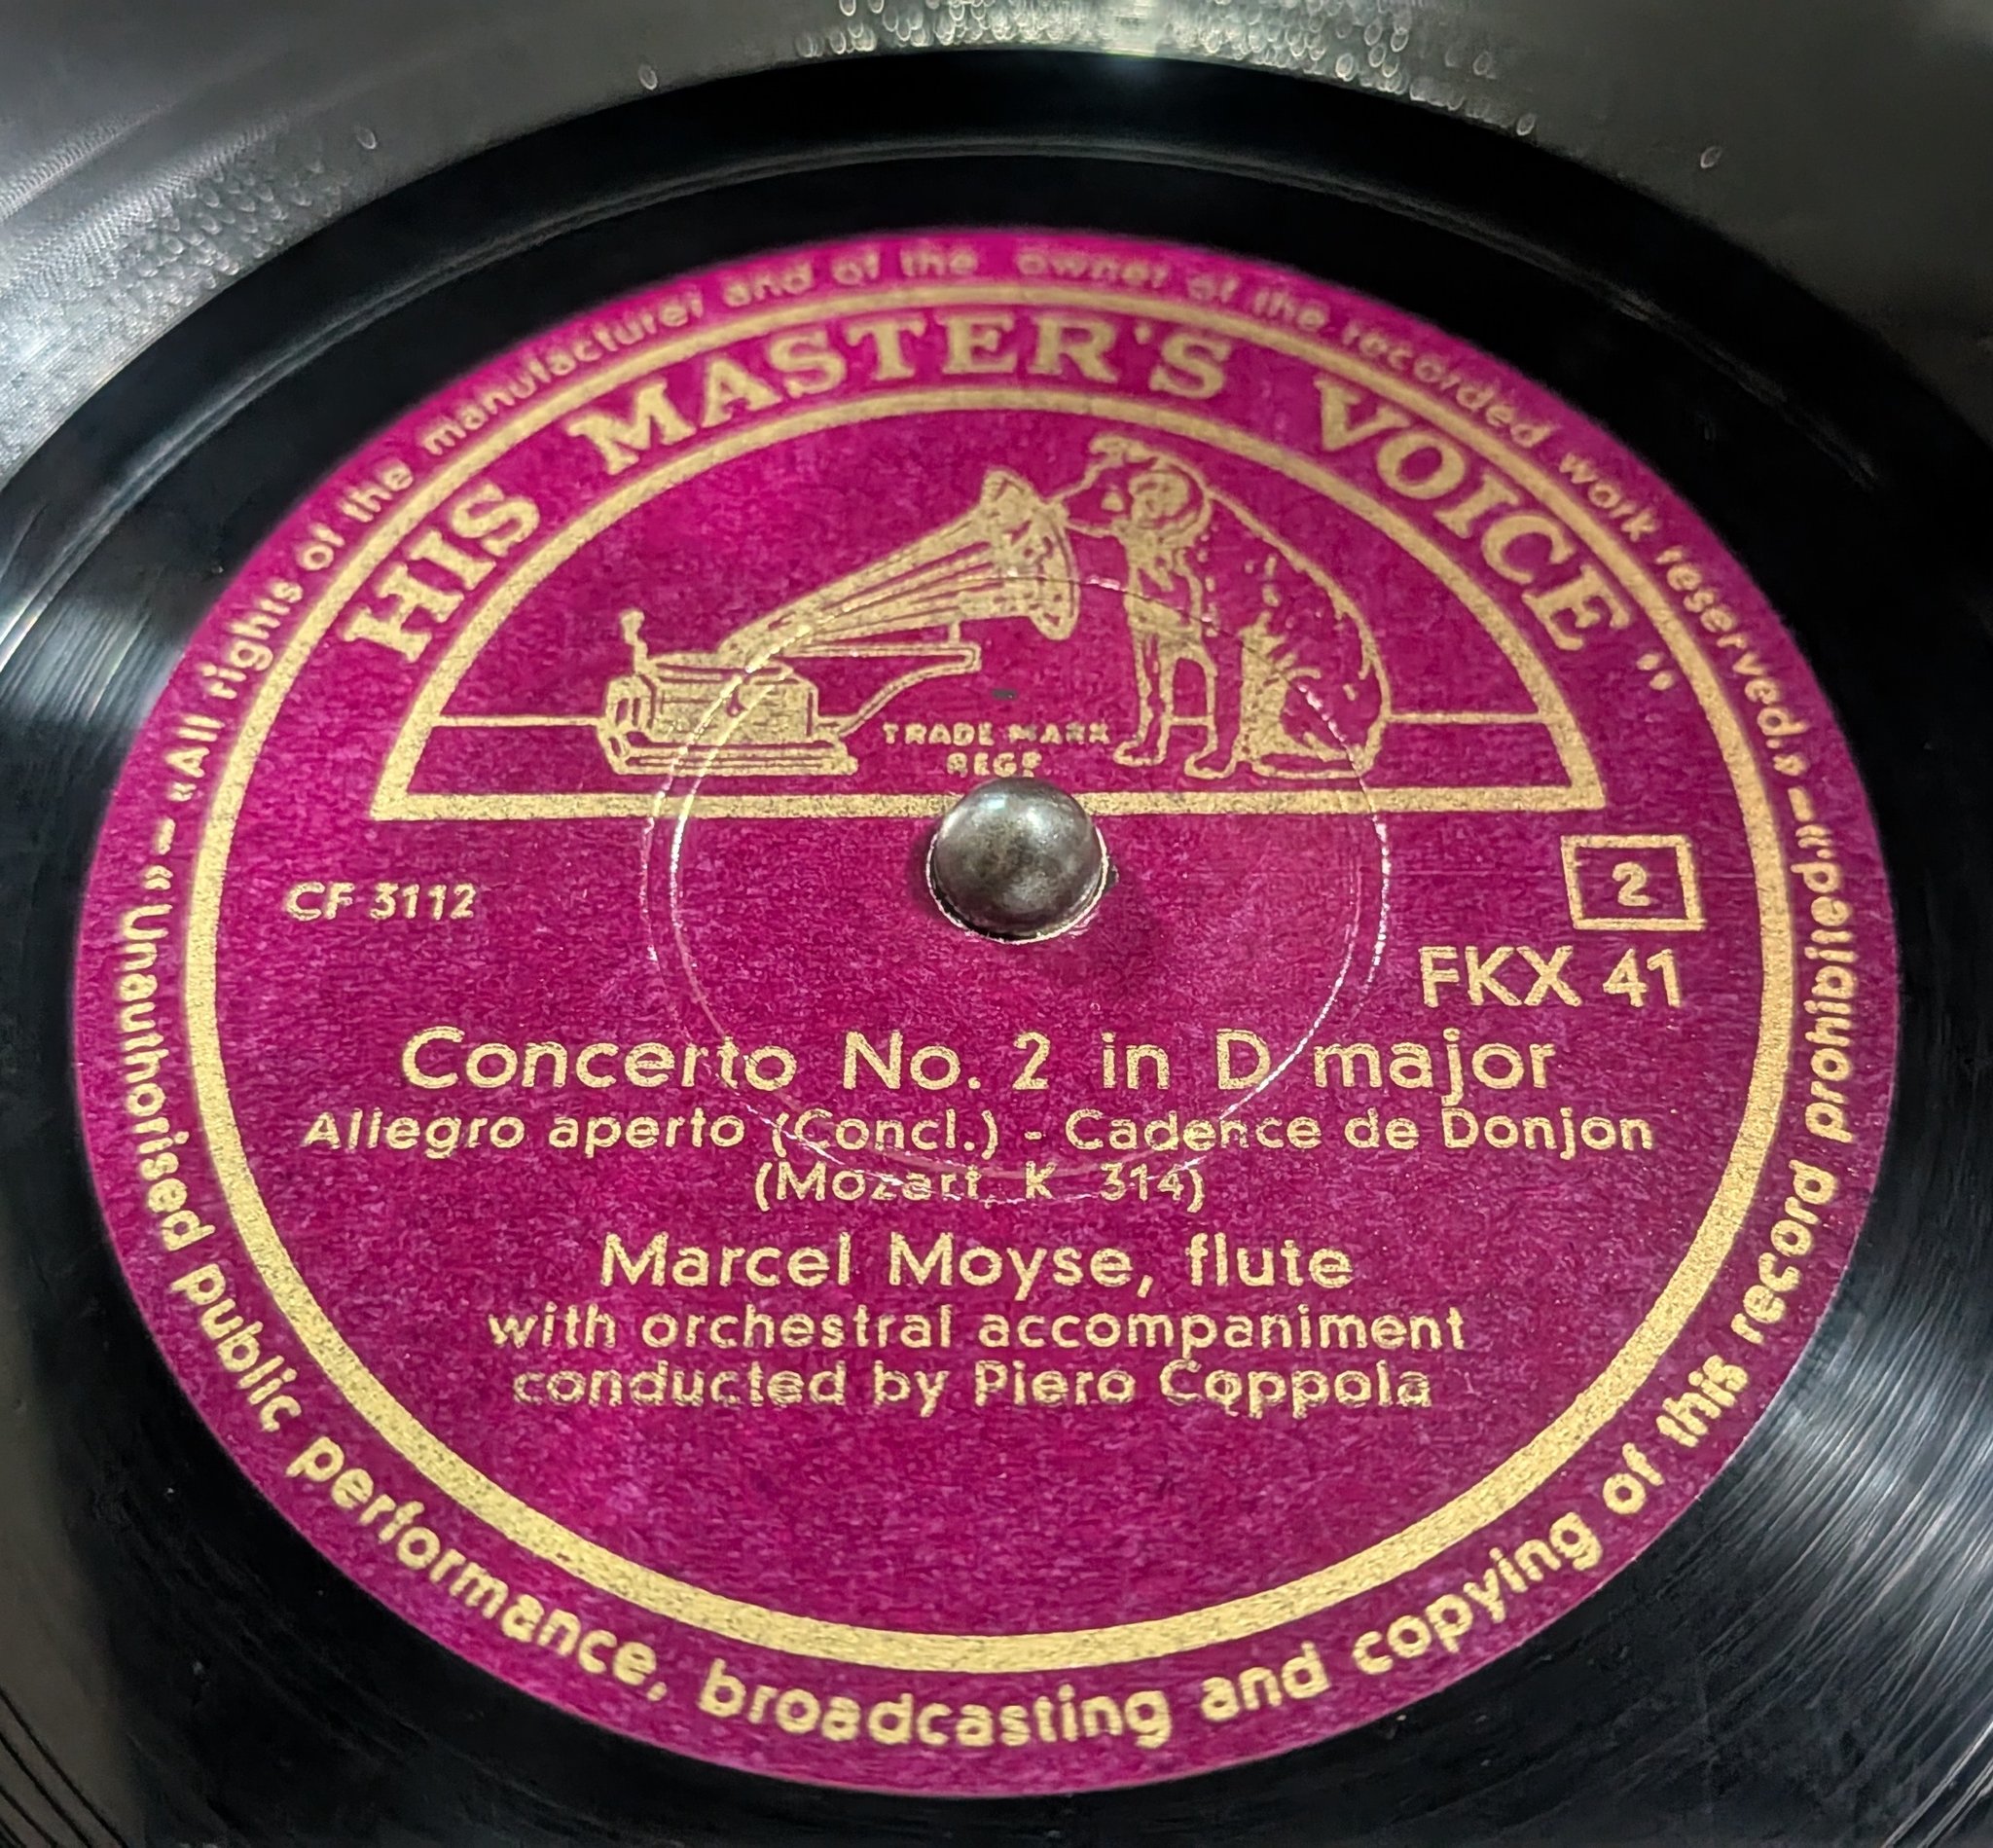 «All rights of the manufacturer and of the owner of the recorded work reserved.» –
HIS MASTER'S VOICE"
TRADE MARK
REGD.
2
CF 3112
FKX 41
Concerto No. 2 in D major
Allegro aperto (Concl.) - Cadence de Donjon
(Mozart, K 314)
Marcel Moyse, flute
with orchestral accompaniment
conducted by Piero Coppola
– «Unauthorised public performance, broadcasting and copying of this record prohibited.»